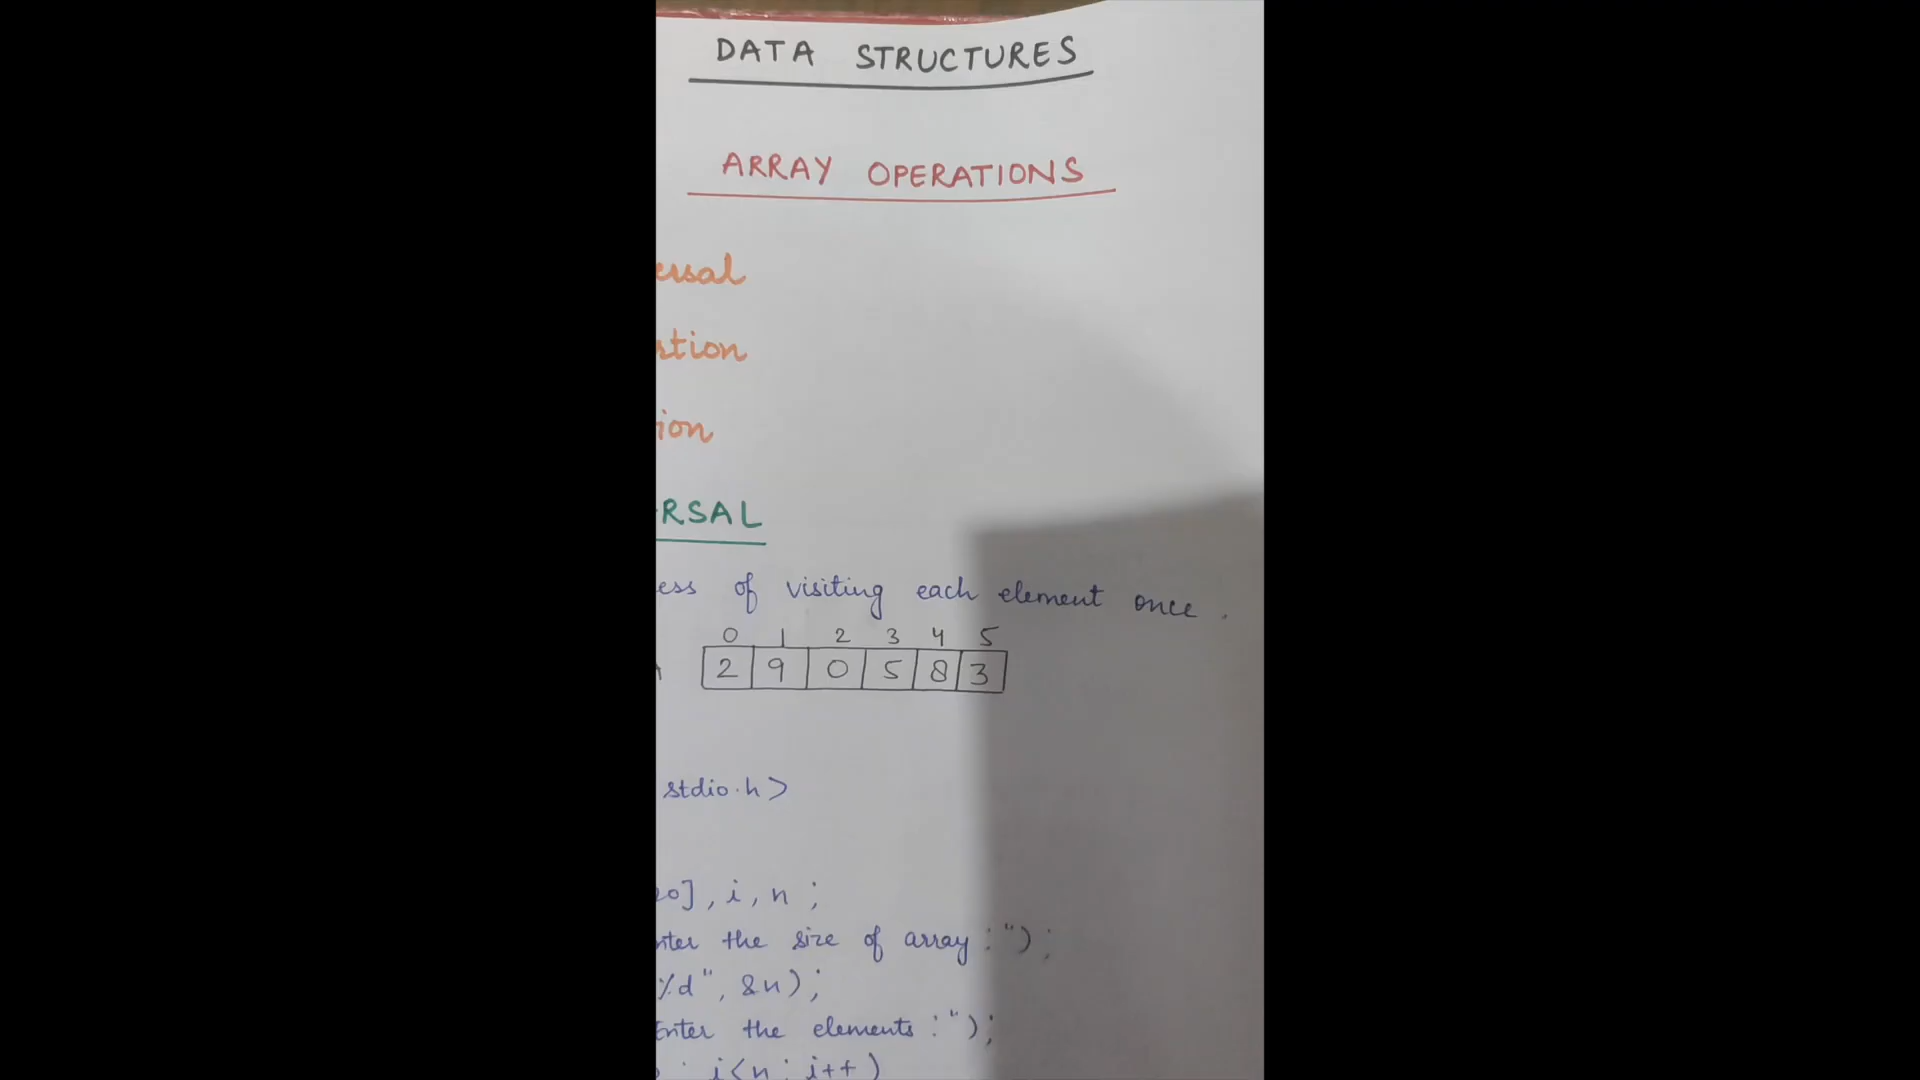 DATA STRUCTURES
ARRAY OPERATIONS
ersal
rtion
ion
RSAL
ess of visiting each element once .
0 1 2 3 4 5
2 9 0 5 8 3
stdio.h>
20] , i , n ;
nter the size of array : ") ;
%d" , &n) ;
Enter the elements : ") ;
; i<n ; i++ )